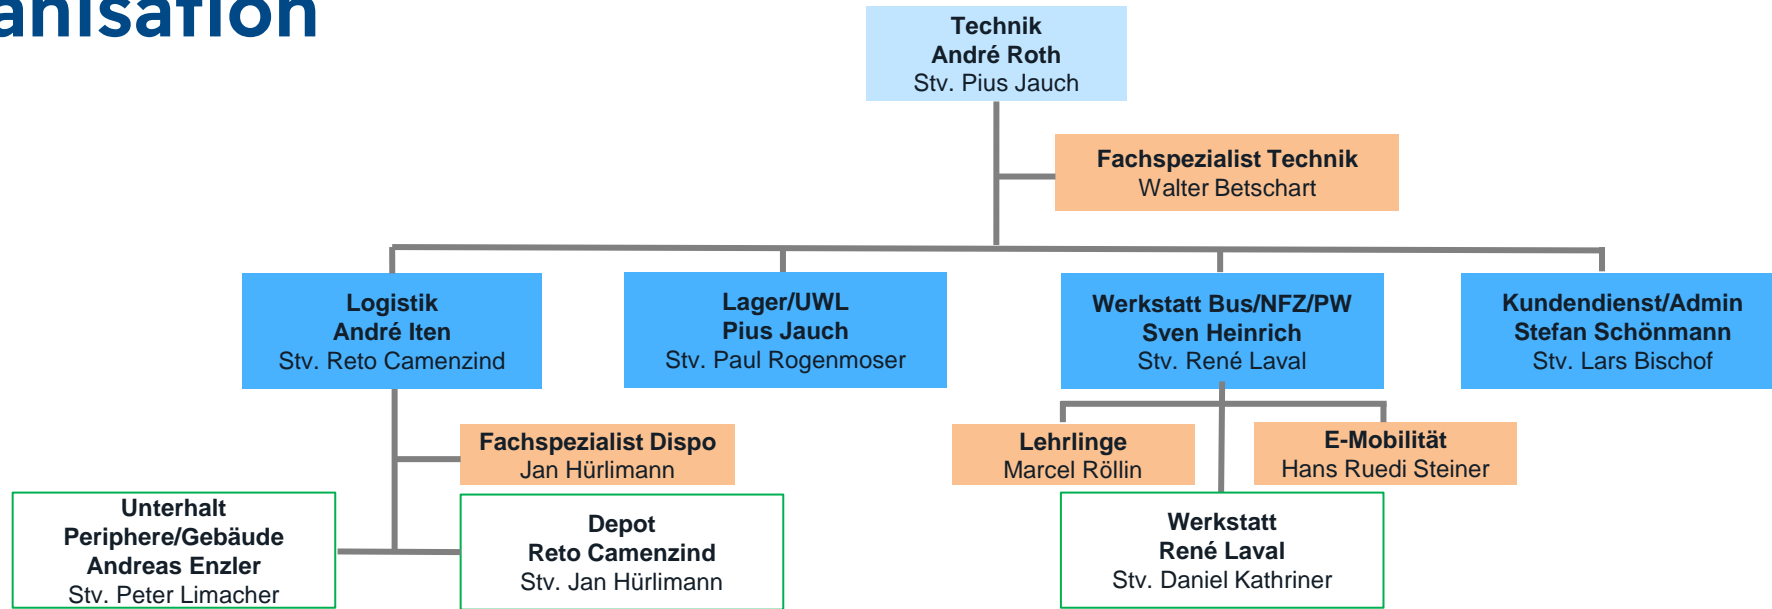 anisation
Technik
André Roth
Stv. Pius Jauch
Fachspezialist Technik
Walter Betschart
Logistik
André Iten
Stv. Reto Camenzind
Lager/UWL
Pius Jauch
Stv. Paul Rogenmoser
Werkstatt Bus/NFZ/PW
Sven Heinrich
Stv. René Laval
Kundendienst/Admin
Stefan Schönmann
Stv. Lars Bischof
Fachspezialist Dispo
Jan Hürlimann
Lehrlinge
Marcel Röllin
E-Mobilität
Hans Ruedi Steiner
Unterhalt
Periphere/Gebäude
Andreas Enzler
Stv. Peter Limacher
Depot
Reto Camenzind
Stv. Jan Hürlimann
Werkstatt
René Laval
Stv. Daniel Kathriner